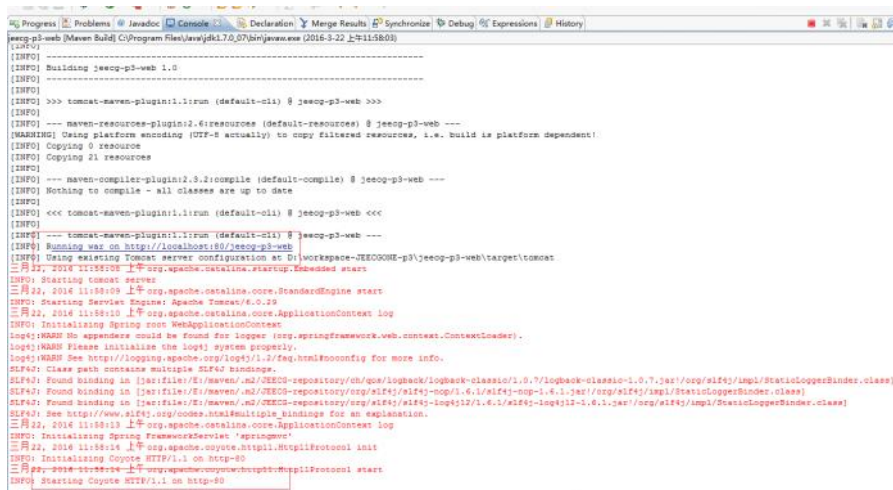 Progress Problems @ Javadoc Console Declaration Merge Results Synchronize Debug Expressions History
jeecg-p3-web [Maven Build] C:\Program Files\Java\jdk1.7.0_07\bin\javaw.exe (2016-3-22 上午11:58:03)
[INFO]
[INFO] ------------------------------------------------------------------------
[INFO] Building jeecg-p3-web 1.0
[INFO] ------------------------------------------------------------------------
[INFO]
[INFO] >>> tomcat-maven-plugin:1.1:run (default-cli) @ jeecg-p3-web >>>
[INFO]
[INFO] --- maven-resources-plugin:2.6:resources (default-resources) @ jeecg-p3-web ---
[WARNING] Using platform encoding (UTF-8 actually) to copy filtered resources, i.e. build is platform dependent!
[INFO] Copying 0 resource
[INFO] Copying 21 resources
[INFO]
[INFO] --- maven-compiler-plugin:2.3.2:compile (default-compile) @ jeecg-p3-web ---
[INFO] Nothing to compile - all classes are up to date
[INFO]
[INFO] <<< tomcat-maven-plugin:1.1:run (default-cli) @ jeecg-p3-web <<<
[INFO]
[INFO] --- tomcat-maven-plugin:1.1:run (default-cli) @ jeecg-p3-web ---
[INFO] Running war on http://localhost:80/jeecg-p3-web
[INFO] Using existing Tomcat server configuration at D:\workspace-JEECGONE-p3\jeecg-p3-web\target\tomcat
三月 22, 2016 11:58:08 上午 org.apache.catalina.startup.Embedded start
INFO: Starting tomcat server
三月 22, 2016 11:58:09 上午 org.apache.catalina.core.StandardEngine start
INFO: Starting Servlet Engine: Apache Tomcat/6.0.29
三月 22, 2016 11:58:10 上午 org.apache.catalina.core.ApplicationContext log
INFO: Initializing Spring root WebApplicationContext
log4j:WARN No appenders could be found for logger (org.springframework.web.context.ContextLoader).
log4j:WARN Please initialize the log4j system properly.
log4j:WARN See http://logging.apache.org/log4j/1.2/faq.html#noconfig for more info.
SLF4J: Class path contains multiple SLF4J bindings.
SLF4J: Found binding in [jar:file:/E:/maven/.m2/JEECG-repository/ch/qos/logback/logback-classic/1.0.7/logback-classic-1.0.7.jar!/org/slf4j/impl/StaticLoggerBinder.class]
SLF4J: Found binding in [jar:file:/E:/maven/.m2/JEECG-repository/org/slf4j/slf4j-nop/1.6.1/slf4j-nop-1.6.1.jar!/org/slf4j/impl/StaticLoggerBinder.class]
SLF4J: Found binding in [jar:file:/E:/maven/.m2/JEECG-repository/org/slf4j/slf4j-log4j12/1.6.1/slf4j-log4j12-1.6.1.jar!/org/slf4j/impl/StaticLoggerBinder.class]
SLF4J: See http://www.slf4j.org/codes.html#multiple_bindings for an explanation.
三月 22, 2016 11:58:13 上午 org.apache.catalina.core.ApplicationContext log
INFO: Initializing Spring FrameworkServlet 'springmvc'
三月 22, 2016 11:58:14 上午 org.apache.coyote.http11.Http11Protocol init
INFO: Initializing Coyote HTTP/1.1 on http-80
三月 22, 2016 11:58:14 上午 org.apache.coyote.http11.Http11Protocol start
INFO: Starting Coyote HTTP/1.1 on http-80